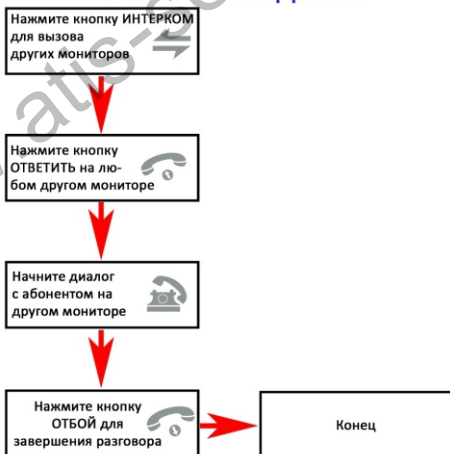 Нажмите кнопку ИНТЕРКОМ
для вызова
других мониторов
Нажмите кнопку
ОТВЕТИТЬ на лю-
бом другом мониторе
Начните диалог
с абонентом на
другом мониторе
Нажмите кнопку
ОТБОЙ для
завершения разговора
Конец